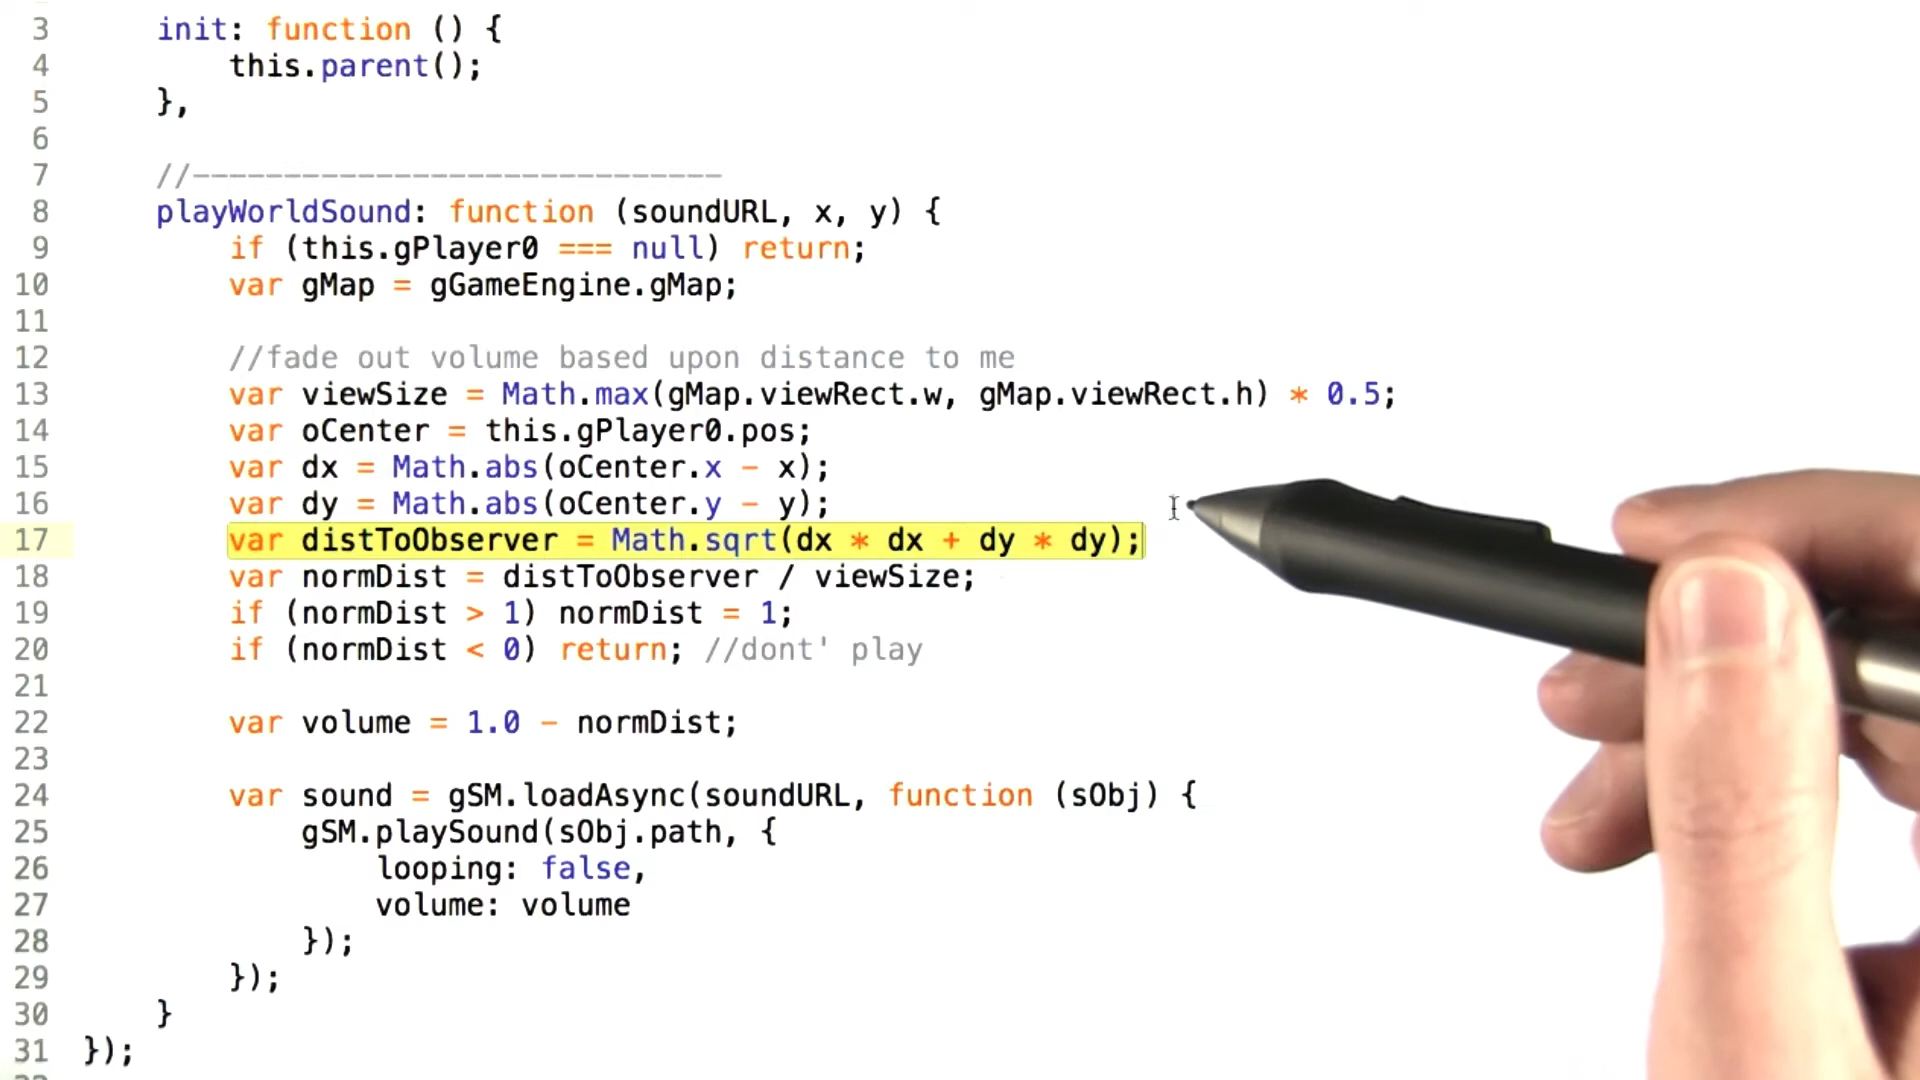 3 init: function () {
4 this.parent();
5 },
6
7 //-----------------------------
8 playWorldSound: function (soundURL, x, y) {
9 if (this.gPlayer0 === null) return;
10 var gMap = gGameEngine.gMap;
11
12 //fade out volume based upon distance to me
13 var viewSize = Math.max(gMap.viewRect.w, gMap.viewRect.h) * 0.5;
14 var oCenter = this.gPlayer0.pos;
15 var dx = Math.abs(oCenter.x - x);
16 var dy = Math.abs(oCenter.y - y);
17 var distToObserver = Math.sqrt(dx * dx + dy * dy);
18 var normDist = distToObserver / viewSize;
19 if (normDist > 1) normDist = 1;
20 if (normDist < 0) return; //dont' play
21
22 var volume = 1.0 - normDist;
23
24 var sound = gSM.loadAsync(soundURL, function (sObj) {
25 gSM.playSound(sObj.path, {
26 looping: false,
27 volume: volume
28 });
29 });
30 }
31 });